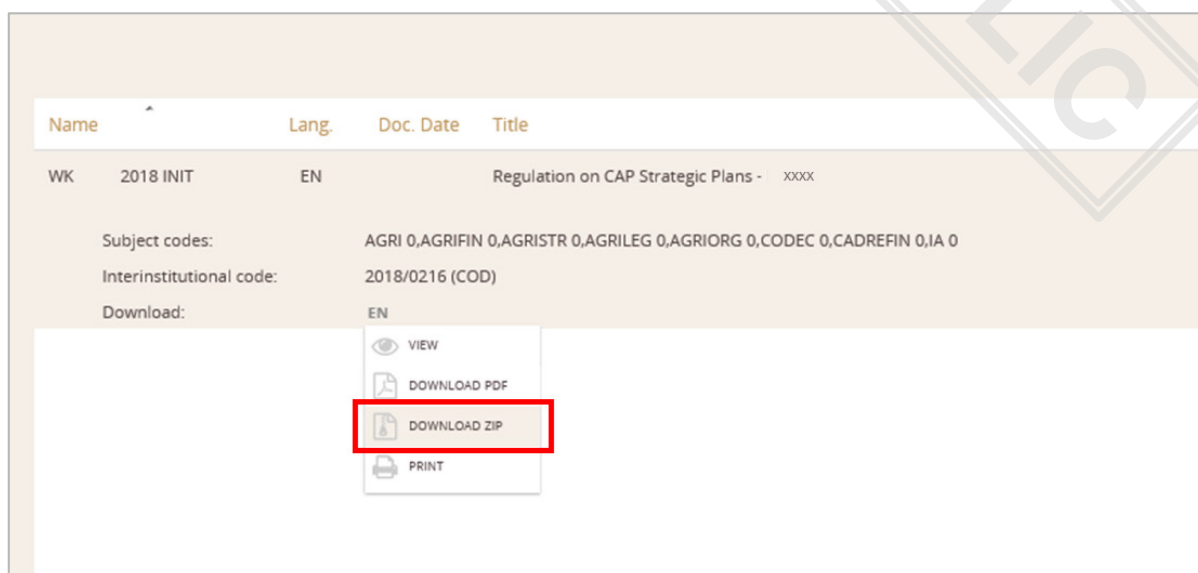 LIC
Name Lang. Doc. Date Title
WK 2018 INIT EN Regulation on CAP Strategic Plans - xxxx
Subject codes: AGRI 0,AGRIFIN 0,AGRISTR 0,AGRILEG 0,AGRIORG 0,CODEC 0,CADREFIN 0,IA 0
Interinstitutional code: 2018/0216 (COD)
Download: EN
VIEW
DOWNLOAD PDF
DOWNLOAD ZIP
PRINT